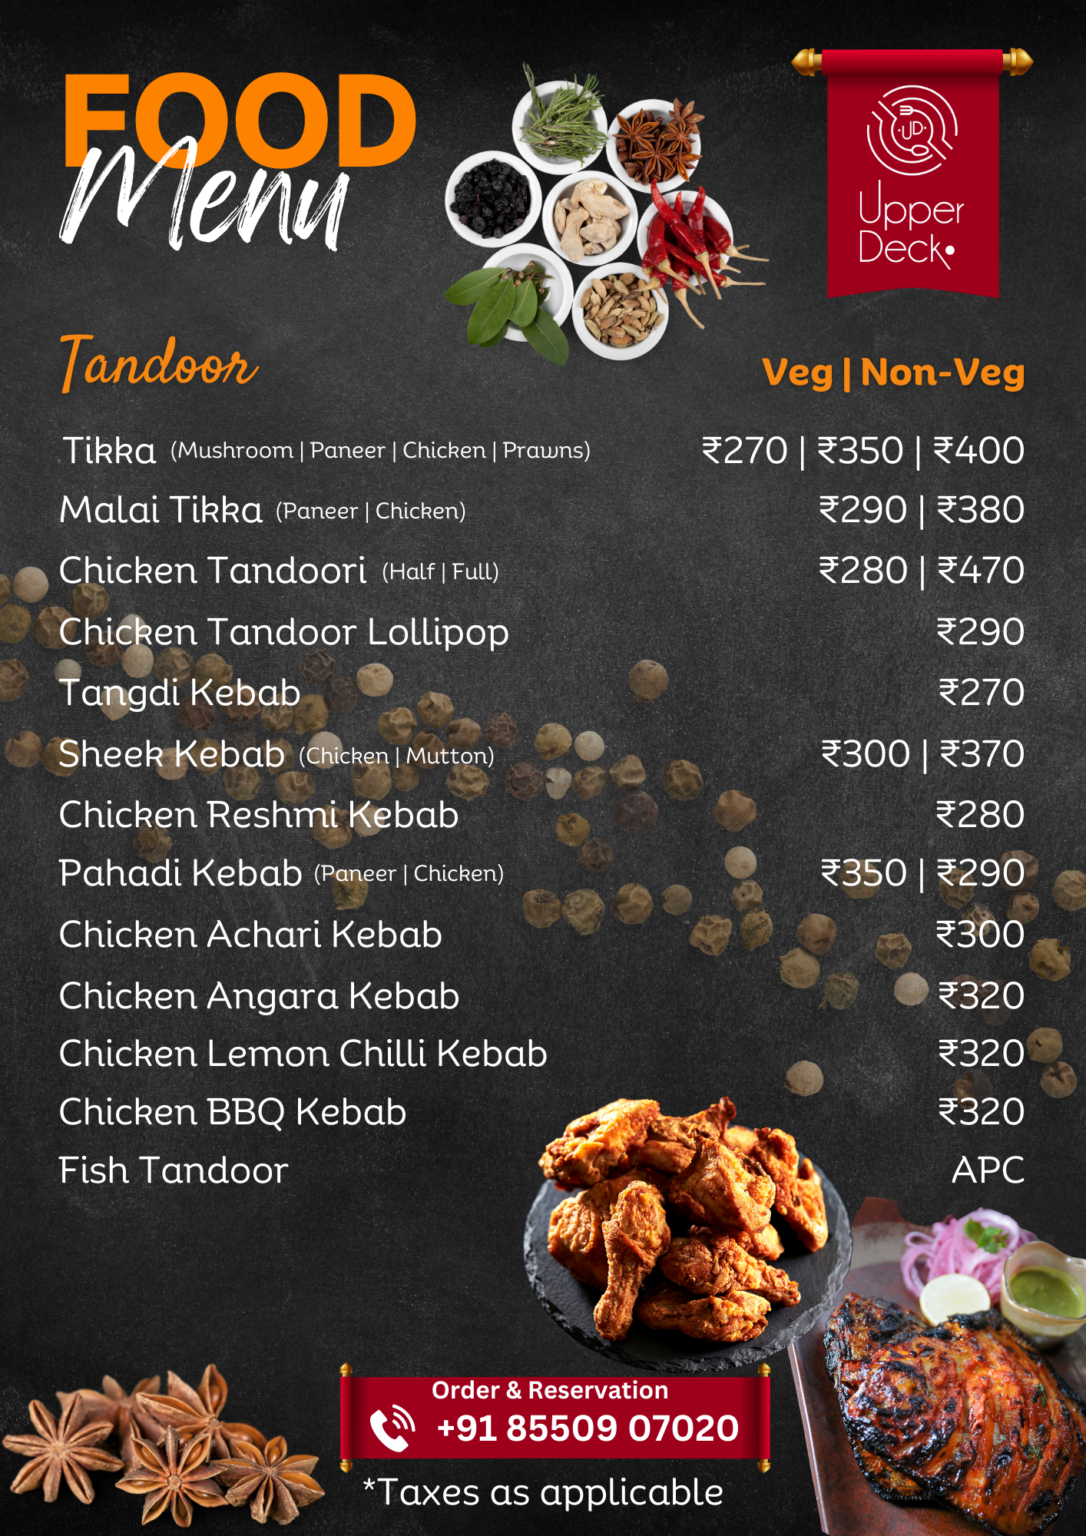 FOOD
Menu
UD
Upper
Deck
Tandoor
Veg | Non-Veg
Tikka (Mushroom | Paneer | Chicken | Prawns) ₹270 | ₹350 | ₹400
Malai Tikka (Paneer | Chicken) ₹290 | ₹380
Chicken Tandoori (Half | Full) ₹280 | ₹470
Chicken Tandoor Lollipop ₹290
Tangdi Kebab ₹270
Sheek Kebab (Chicken | Mutton) ₹300 | ₹370
Chicken Reshmi Kebab ₹280
Pahadi Kebab (Paneer | Chicken) ₹350 | ₹290
Chicken Achari Kebab ₹300
Chicken Angara Kebab ₹320
Chicken Lemon Chilli Kebab ₹320
Chicken BBQ Kebab ₹320
Fish Tandoor APC
Order & Reservation
+91 85509 07020
*Taxes as applicable